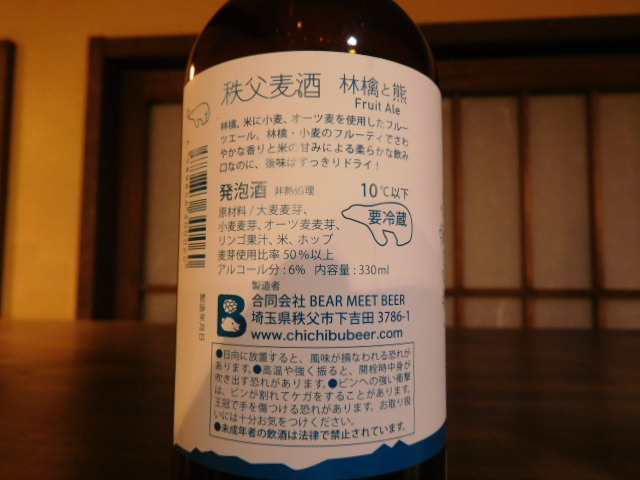 秩父麦酒 林檎と熊
Fruit Ale
林檎、米に小麦、オーツ麦を使用したフルー
ツエール。林檎・小麦のフルーティでさわ
やかな香りと米の甘みによる柔らかな飲み
口なのに、後味はすっきりドライ！
発泡酒 非熱処理 10℃以下
要冷蔵
原材料/大麦麦芽、
小麦麦芽、オーツ麦麦芽、
リンゴ果汁、米、ホップ
麦芽使用比率 50%以上
アルコール分：6% 内容量：330ml
製造者
合同会社 BEAR MEET BEER
埼玉県秩父市下吉田 3786-1
www.chichibubeer.com
製造年月日
●日向に放置すると、風味が損なわれる恐れが
あります。●高温や強く振ると、開栓時中身が
吹き出す恐れがあります。●ビンへの強い衝撃
は、ビンが割れてケガをすることがあります。
王冠で手を傷つける恐れがあります。お取り扱
いには十分お気をつけください。
●未成年者の飲酒は法律で禁止されています。